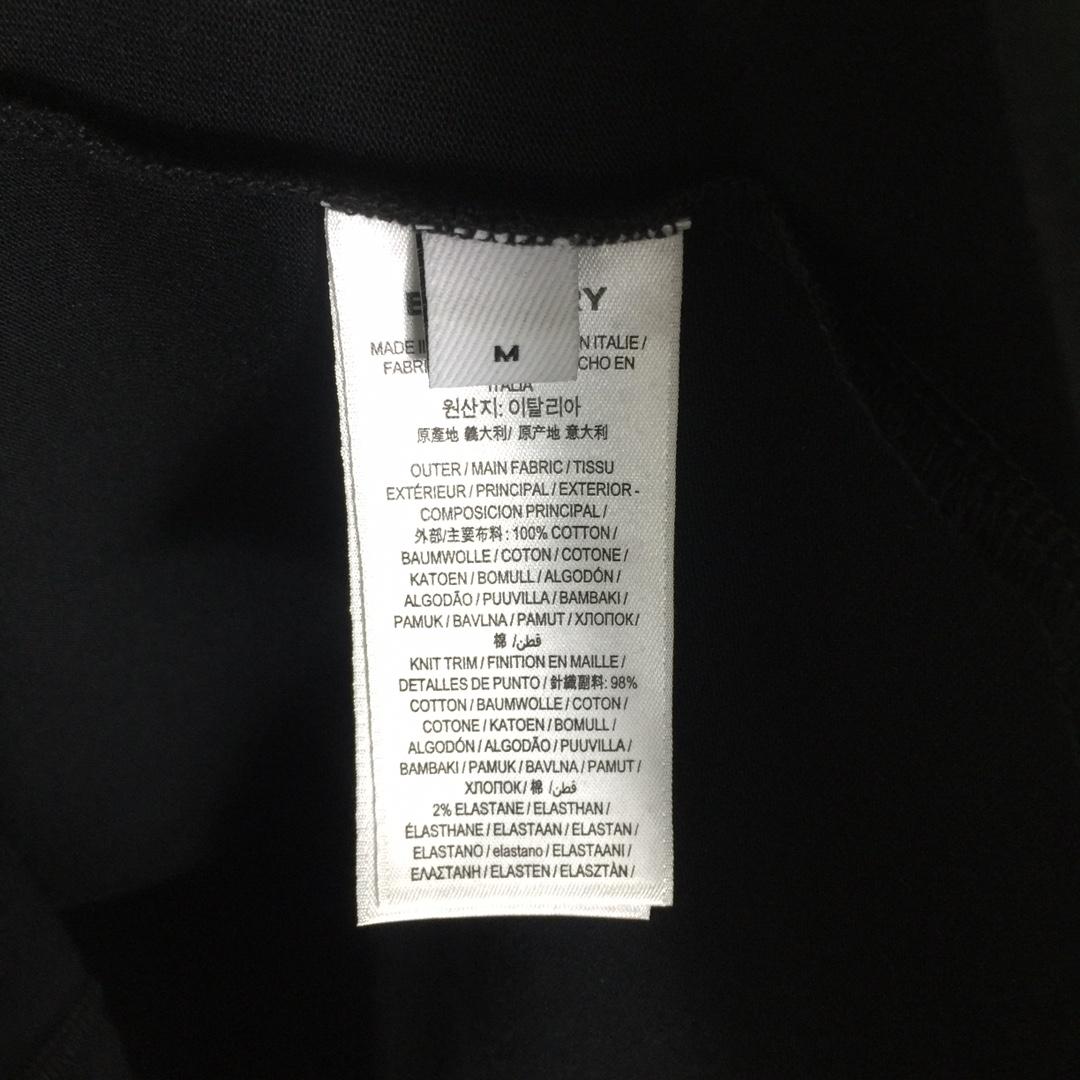 RY
M
MADE
N ITALIE /
FABRI
CHO EN
ITALIA
원산지: 이탈리아
原產地 義大利/ 原产地 意大利
OUTER / MAIN FABRIC / TISSU
EXTÉRIEUR / PRINCIPAL / EXTERIOR -
COMPOSICION PRINCIPAL /
外部/主要布料: 100% COTTON /
BAUMWOLLE / COTON / COTONE /
KATOEN / BOMULL / ALGODÓN /
ALGODÃO / PUUVILLA / BAMBAKI /
PAMUK / BAVLNA / PAMUT / ХЛОПОК /
棉 / قطن
KNIT TRIM / FINITION EN MAILLE /
DETALLES DE PUNTO / 針織副料: 98%
COTTON / BAUMWOLLE / COTON /
COTONE / KATOEN / BOMULL /
ALGODÓN / ALGODÃO / PUUVILLA /
BAMBAKI / PAMUK / BAVLNA / PAMUT /
ХЛОПОК / 棉 / قطن
2% ELASTANE / ELASTHAN /
ÉLASTHANE / ELASTAAN / ELASTAN /
ELASTANO / elastano / ELASTAANI /
ΕΛΑΣΤΑΝΗ / ELASTEN / ELASZTÀN /